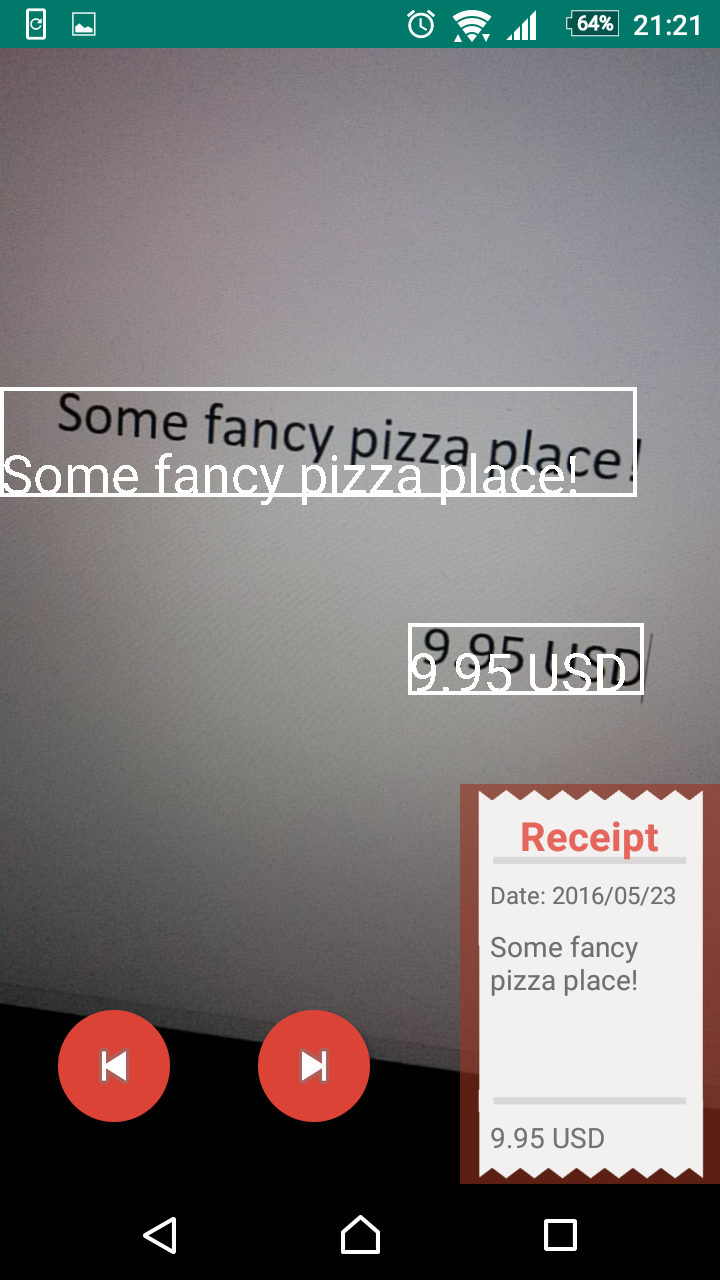 64% 21:21
Some fancy pizza place!
Some fancy pizza place!
9.95 USD
9.95 USD
Receipt
Date: 2016/05/23
Some fancy
pizza place!
9.95 USD